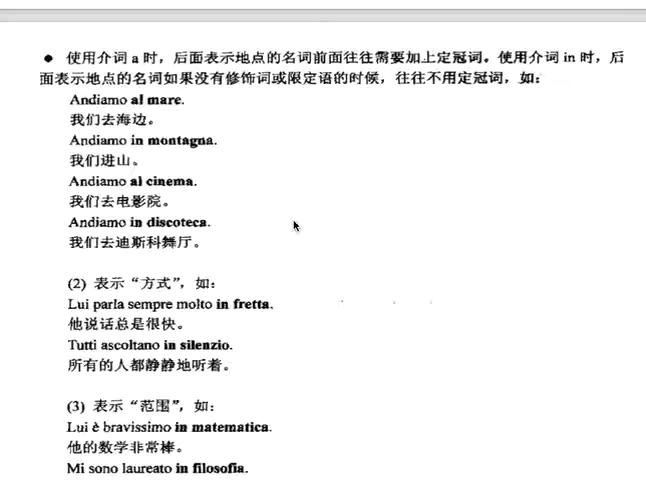 ● 使用介词 a 时，后面表示地点的名词前面往往需要加上定冠词。使用介词 in 时，后
面表示地点的名词如果没有修饰词或限定语的时候，往往不用定冠词，如：
Andiamo al mare.
我们去海边。
Andiamo in montagna.
我们进山。
Andiamo al cinema.
我们去电影院。
Andiamo in discoteca.
我们去迪斯科舞厅。
(2) 表示“方式”，如：
Lui parla sempre molto in fretta.
他说话总是很快。
Tutti ascoltano in silenzio.
所有的人都静静地听着。
(3) 表示“范围”，如：
Lui è bravissimo in matematica.
他的数学非常棒。
Mi sono laureato in filosofia.